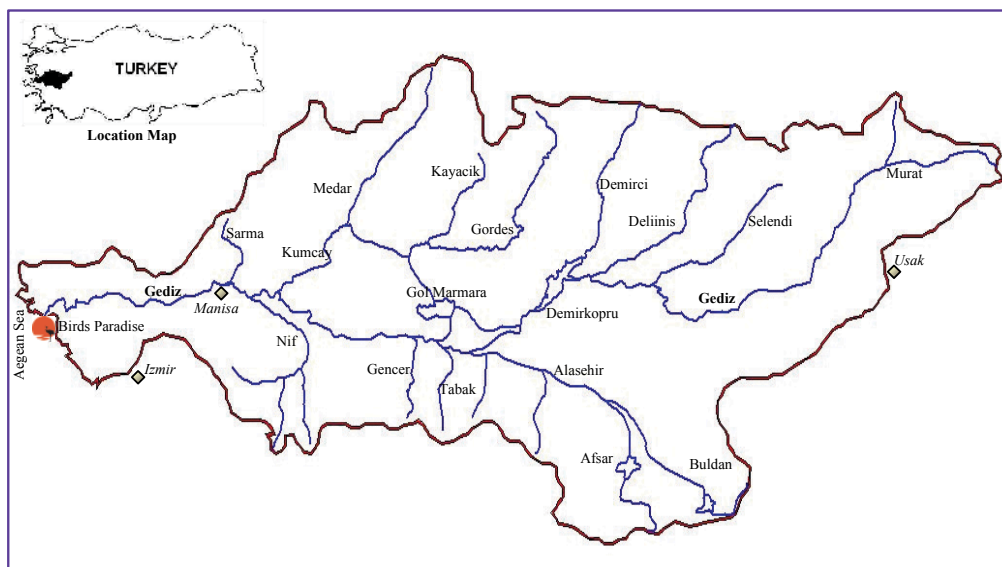 TURKEY
Location Map
Medar
Kayacik
Gordes
Demirci
Deliinis
Selendi
Murat
Sarma
Kumcay
Usak
Gediz
Manisa
Gol Marmara
Demirkopru
Gediz
Aegean Sea
Birds Paradise
Nif
Izmir
Gencer
Tabak
Alasehir
Afsar
Buldan